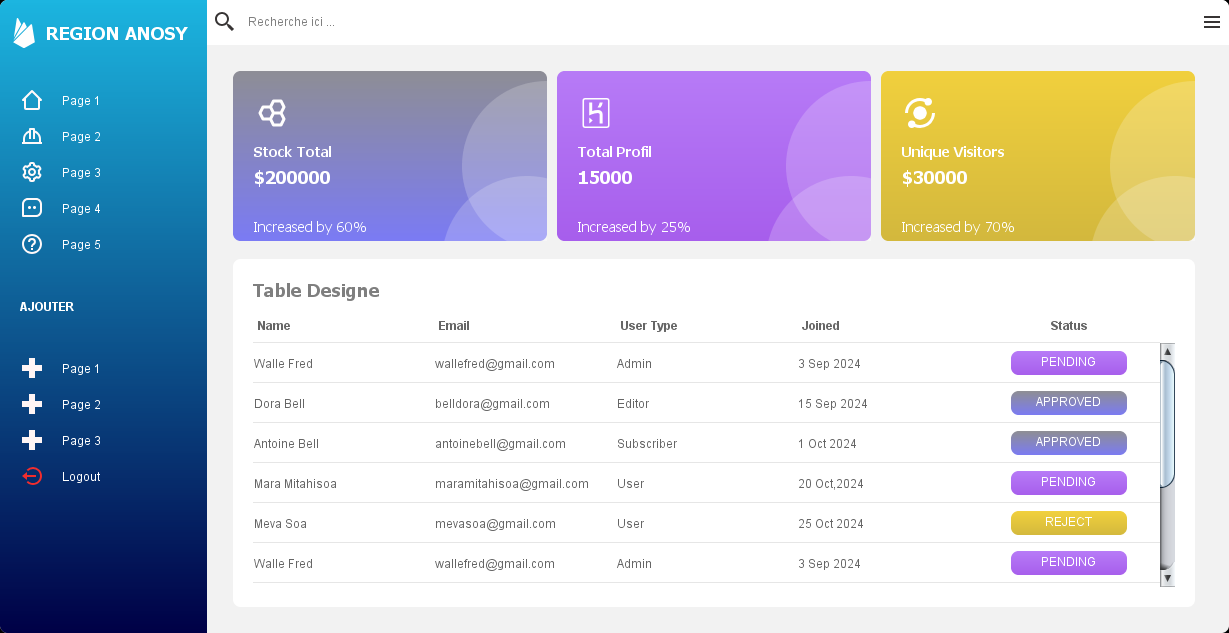 REGION ANOSY
Recherche ici ...
Page 1
Page 2
Page 3
Page 4
Page 5
AJOUTER
Page 1
Page 2
Page 3
Logout
Stock Total
$200000
Increased by 60%
Total Profil
15000
Increased by 25%
Unique Visitors
$30000
Increased by 70%
Table Designe
Name Email User Type Joined Status
Walle Fred wallefred@gmail.com Admin 3 Sep 2024 PENDING
Dora Bell belldora@gmail.com Editor 15 Sep 2024 APPROVED
Antoine Bell antoinebell@gmail.com Subscriber 1 Oct 2024 APPROVED
Mara Mitahisoa maramitahisoa@gmail.com User 20 Oct,2024 PENDING
Meva Soa mevasoa@gmail.com User 25 Oct 2024 REJECT
Walle Fred wallefred@gmail.com Admin 3 Sep 2024 PENDING